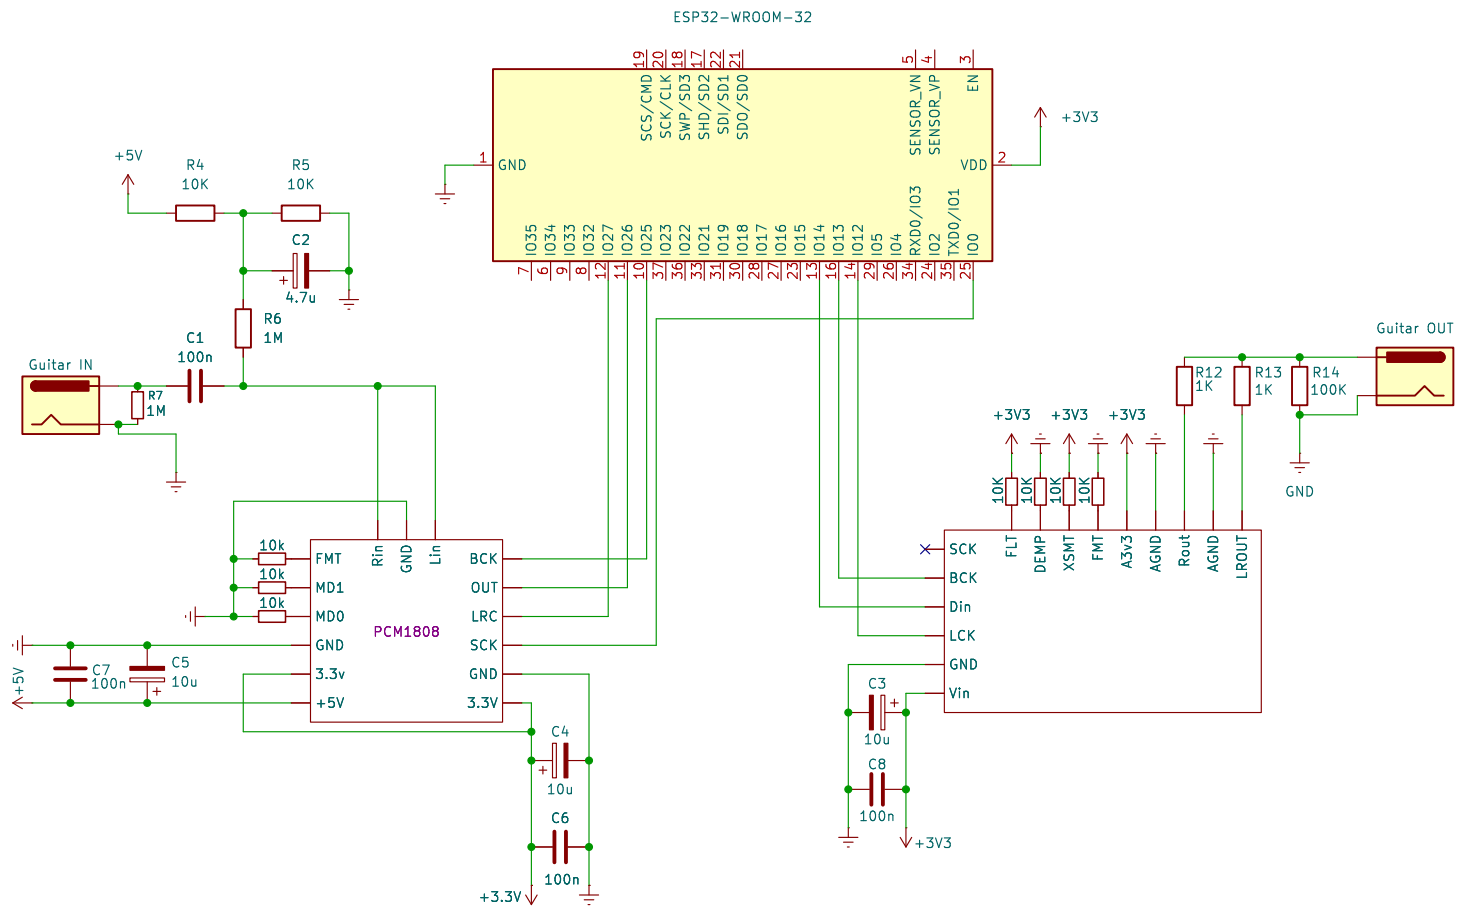 ESP32-WROOM-32
19
20
18
17
22
21
5
4
3
SCS/CMD
SCK/CLK
SWP/SD3
SHD/SD2
SDI/SD1
SDO/SD0
SENSOR_VN
SENSOR_VP
EN
1
GND
VDD
2
+3V3
IO35
IO34
IO33
IO32
IO27
IO26
IO25
IO23
IO22
IO21
IO19
IO18
IO17
IO16
IO15
IO14
IO13
IO12
IO5
IO4
RXD0/IO3
IO2
TXD0/IO1
IO0
7
6
9
8
12
11
10
37
36
33
31
30
28
27
23
13
16
14
29
26
34
24
35
25
+5V
R4
10K
R5
10K
C2
+
4.7u
R6
1M
C1
100n
Guitar IN
R7
1M
10k
10k
10k
FMT
MD1
MD0
GND
3.3v
+5V
Rin
GND
Lin
PCM1808
BCK
OUT
LRC
SCK
GND
3.3V
+5V
C7
100n
C5
10u
+
C4
+
10u
C6
100n
+3.3V
Guitar OUT
R12
1K
R13
1K
R14
100K
GND
+3V3
+3V3
+3V3
10K
10K
10K
10K
FLT
DEMP
XSMT
FMT
A3v3
AGND
Rout
AGND
LROUT
SCK
BCK
Din
LCK
GND
Vin
C3
+
10u
C8
100n
+3V3